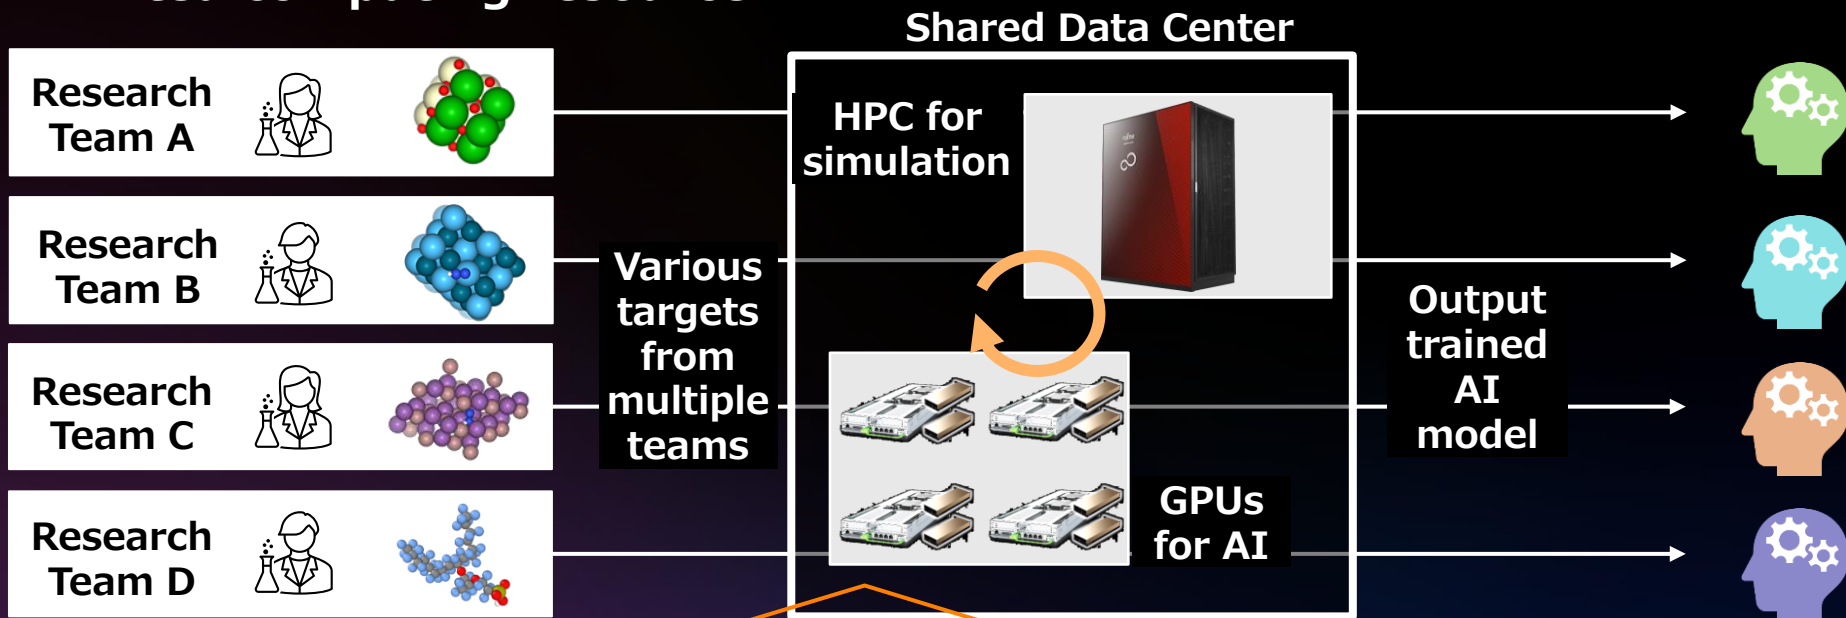 Shared Data Center
Research
Team A
HPC for
simulation
Research
Team B
Various
targets
from
multiple
teams
Output
trained
AI
model
Research
Team C
GPUs
for AI
Research
Team D